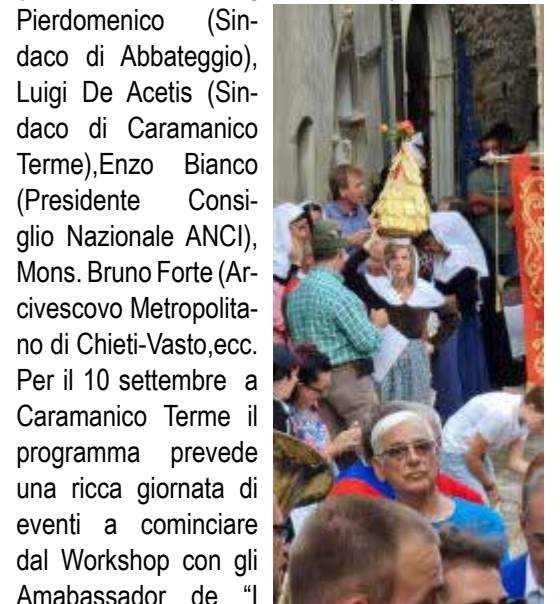 Pierdomenico (Sin-
daco di Abbateggio),
Luigi De Acetis (Sin-
daco di Caramanico
Terme),Enzo Bianco
(Presidente Consi-
glio Nazionale ANCI),
Mons. Bruno Forte (Ar-
civescovo Metropolita-
no di Chieti-Vasto,ecc.
Per il 10 settembre a
Caramanico Terme il
programma prevede
una ricca giornata di
eventi a cominciare
dal Workshop con gli
Amabassador de “I